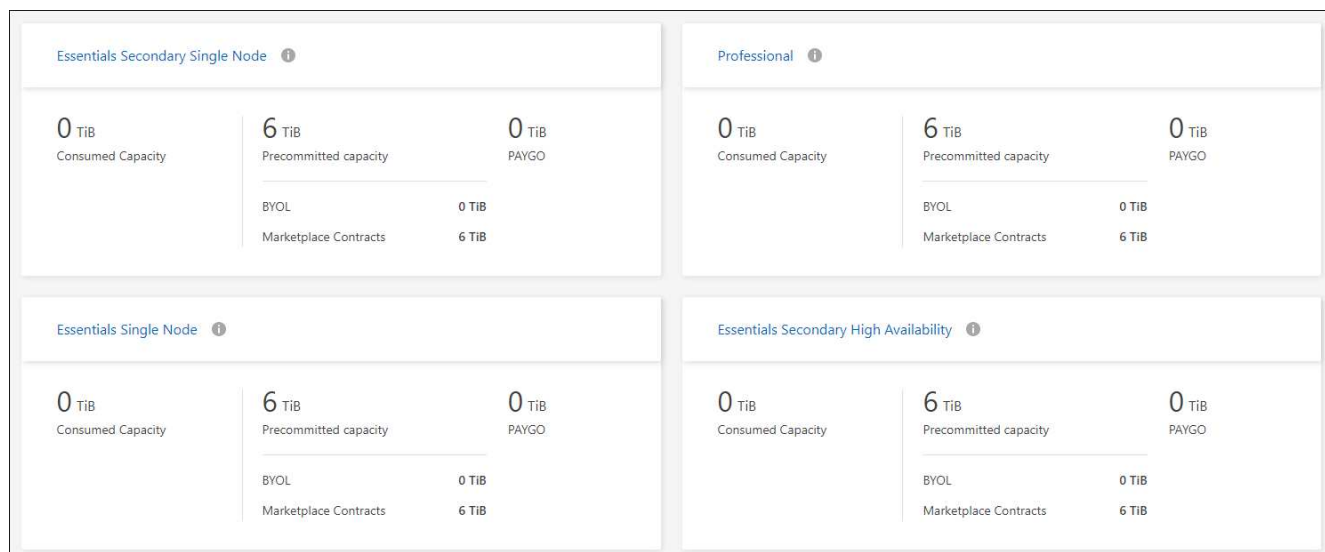 Essentials Secondary Single Node
0 TiB
Consumed Capacity
6 TiB
Precommitted capacity
0 TiB
PAYGO
BYOL 0 TiB
Marketplace Contracts 6 TiB
Professional
0 TiB
Consumed Capacity
6 TiB
Precommitted capacity
0 TiB
PAYGO
BYOL 0 TiB
Marketplace Contracts 6 TiB
Essentials Single Node
0 TiB
Consumed Capacity
6 TiB
Precommitted capacity
0 TiB
PAYGO
BYOL 0 TiB
Marketplace Contracts 6 TiB
Essentials Secondary High Availability
0 TiB
Consumed Capacity
6 TiB
Precommitted capacity
0 TiB
PAYGO
BYOL 0 TiB
Marketplace Contracts 6 TiB